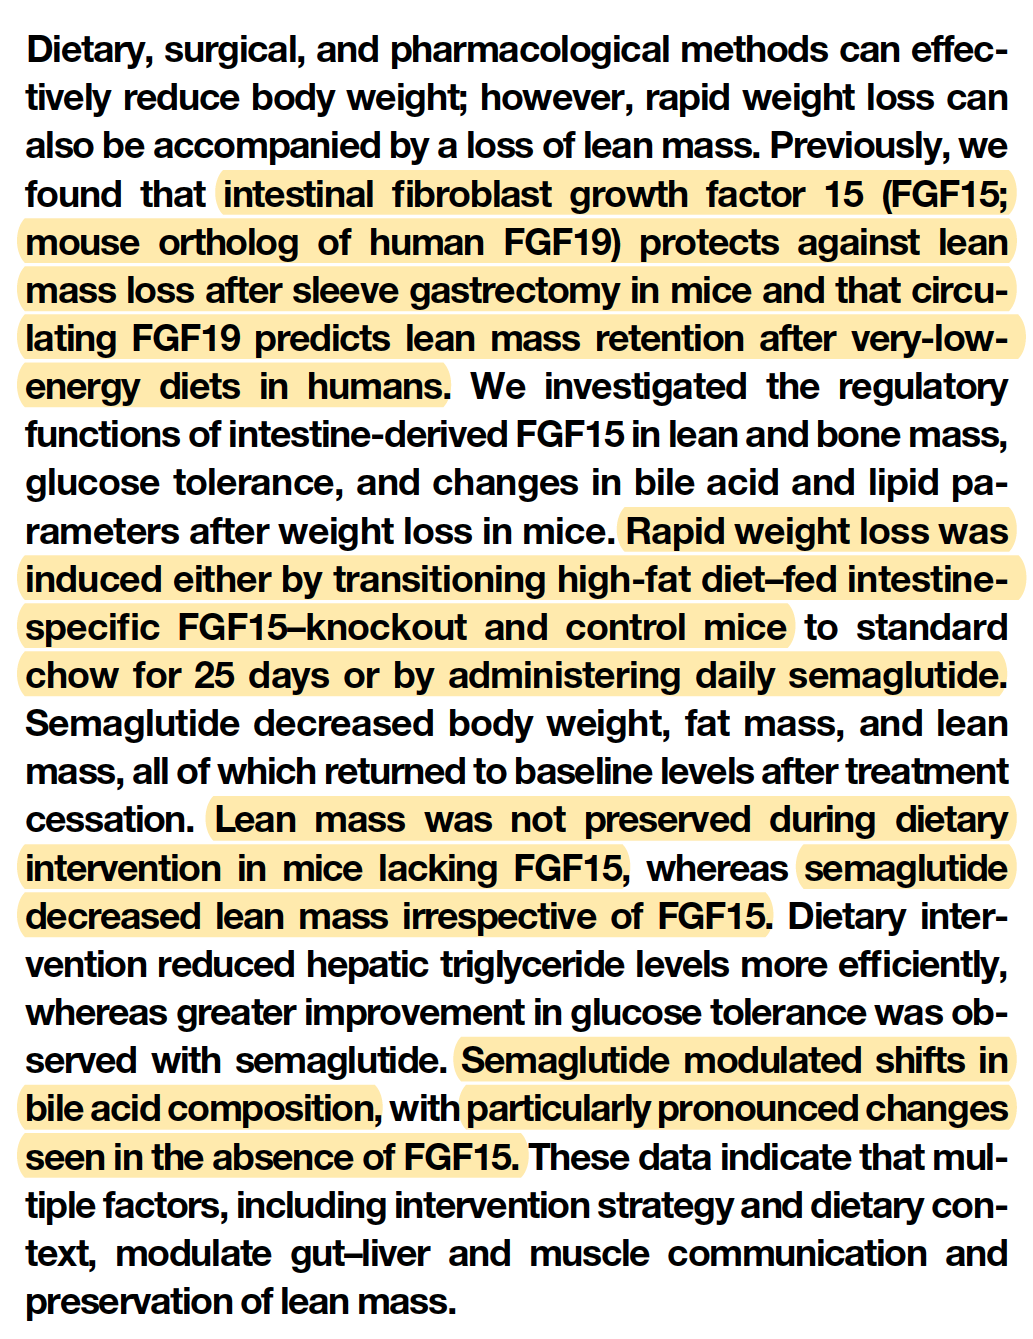 Dietary, surgical, and pharmacological methods can effec-
tively reduce body weight; however, rapid weight loss can
also be accompanied by a loss of lean mass. Previously, we
found that intestinal fibroblast growth factor 15 (FGF15;
mouse ortholog of human FGF19) protects against lean
mass loss after sleeve gastrectomy in mice and that circu-
lating FGF19 predicts lean mass retention after very-low-
energy diets in humans. We investigated the regulatory
functions of intestine-derived FGF15 in lean and bone mass,
glucose tolerance, and changes in bile acid and lipid pa-
rameters after weight loss in mice. Rapid weight loss was
induced either by transitioning high-fat diet–fed intestine-
specific FGF15–knockout and control mice to standard
chow for 25 days or by administering daily semaglutide.
Semaglutide decreased body weight, fat mass, and lean
mass, all of which returned to baseline levels after treatment
cessation. Lean mass was not preserved during dietary
intervention in mice lacking FGF15, whereas semaglutide
decreased lean mass irrespective of FGF15. Dietary inter-
vention reduced hepatic triglyceride levels more efficiently,
whereas greater improvement in glucose tolerance was ob-
served with semaglutide. Semaglutide modulated shifts in
bile acid composition, with particularly pronounced changes
seen in the absence of FGF15. These data indicate that mul-
tiple factors, including intervention strategy and dietary con-
text, modulate gut–liver and muscle communication and
preservation of lean mass.